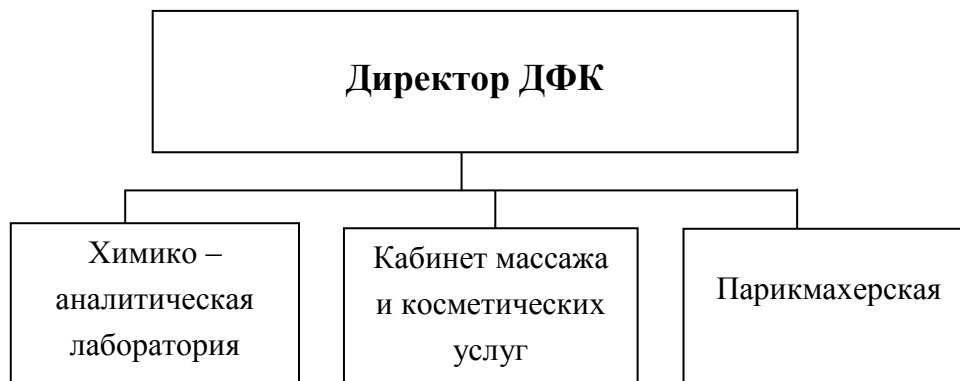 Директор ДФК
Химико –
аналитическая
лаборатория
Кабинет массажа
и косметических
услуг
Парикмахерская